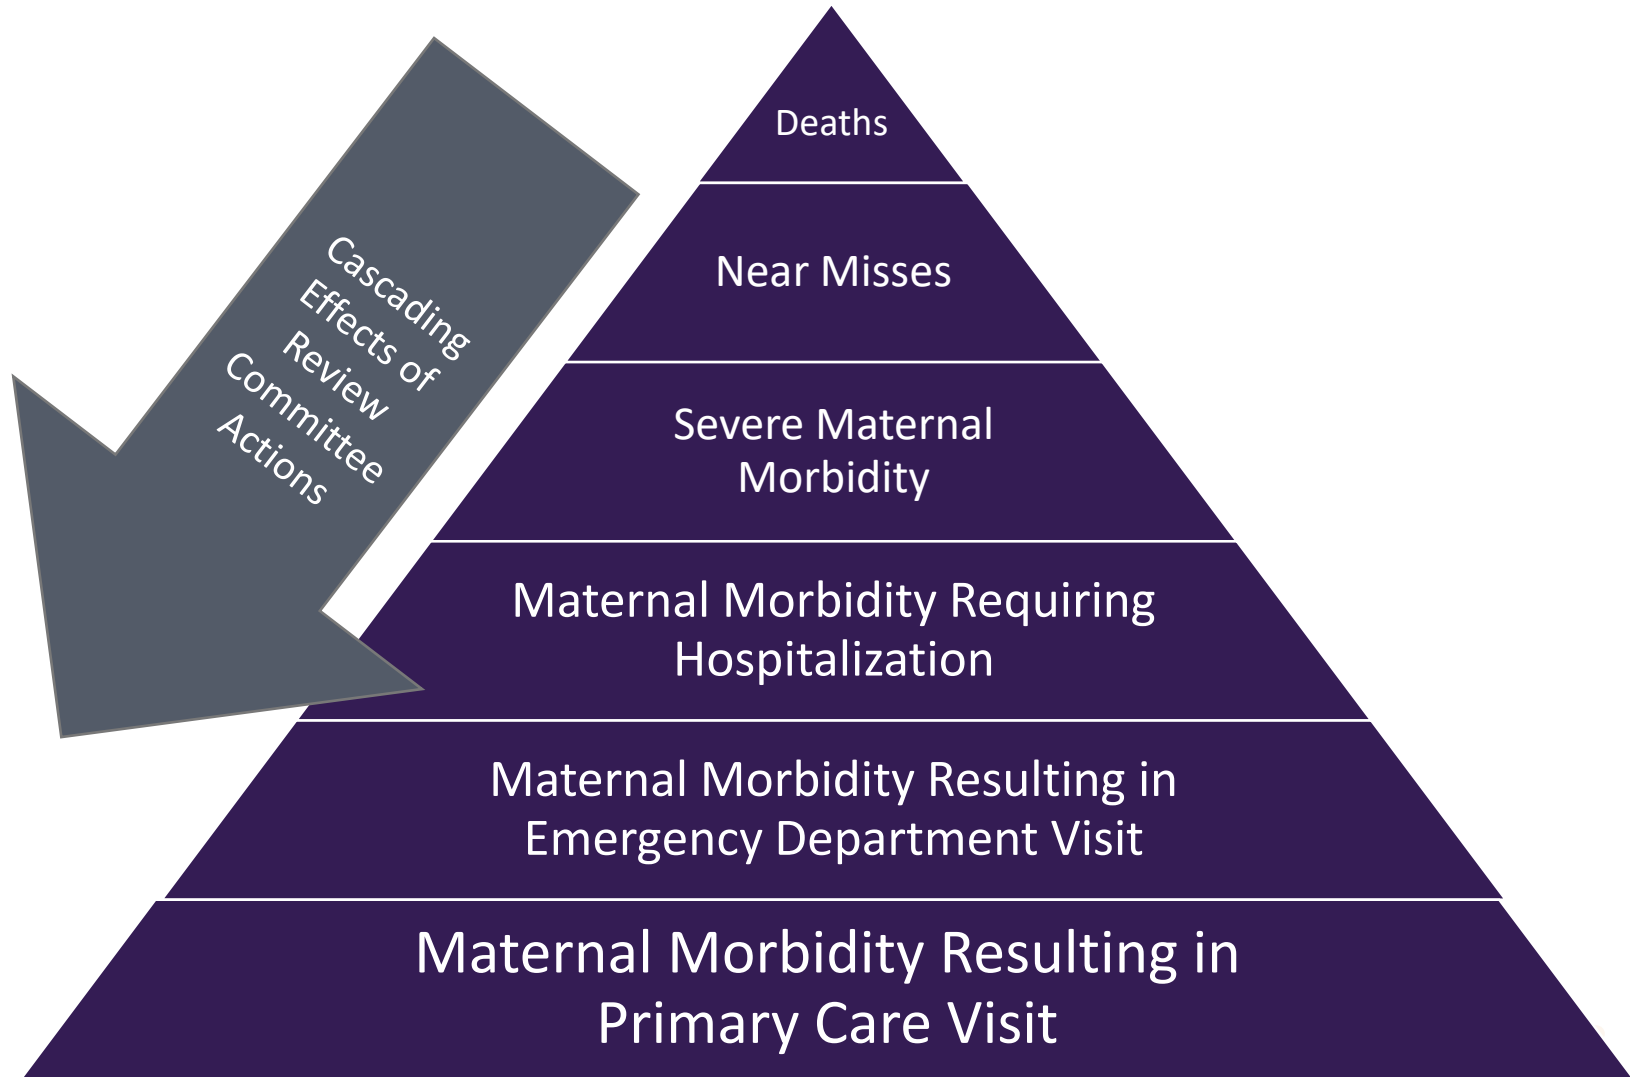 Deaths
Near Misses
Severe Maternal
Morbidity
Maternal Morbidity Requiring
Hospitalization
Maternal Morbidity Resulting in
Emergency Department Visit
Maternal Morbidity Resulting in
Primary Care Visit
Cascading
Effects of
Review
Committee
Actions